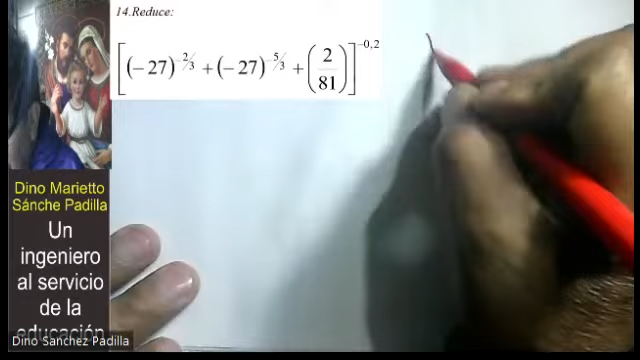 14.Reduce:
[(−27)^{−2/3} + (−27)^{−5/3} + (2/81)]^{−0,2}
Dino Marietto
Sánche Padilla
Un
ingeniero
al servicio
de la
educación
Dino Sanchez Padilla